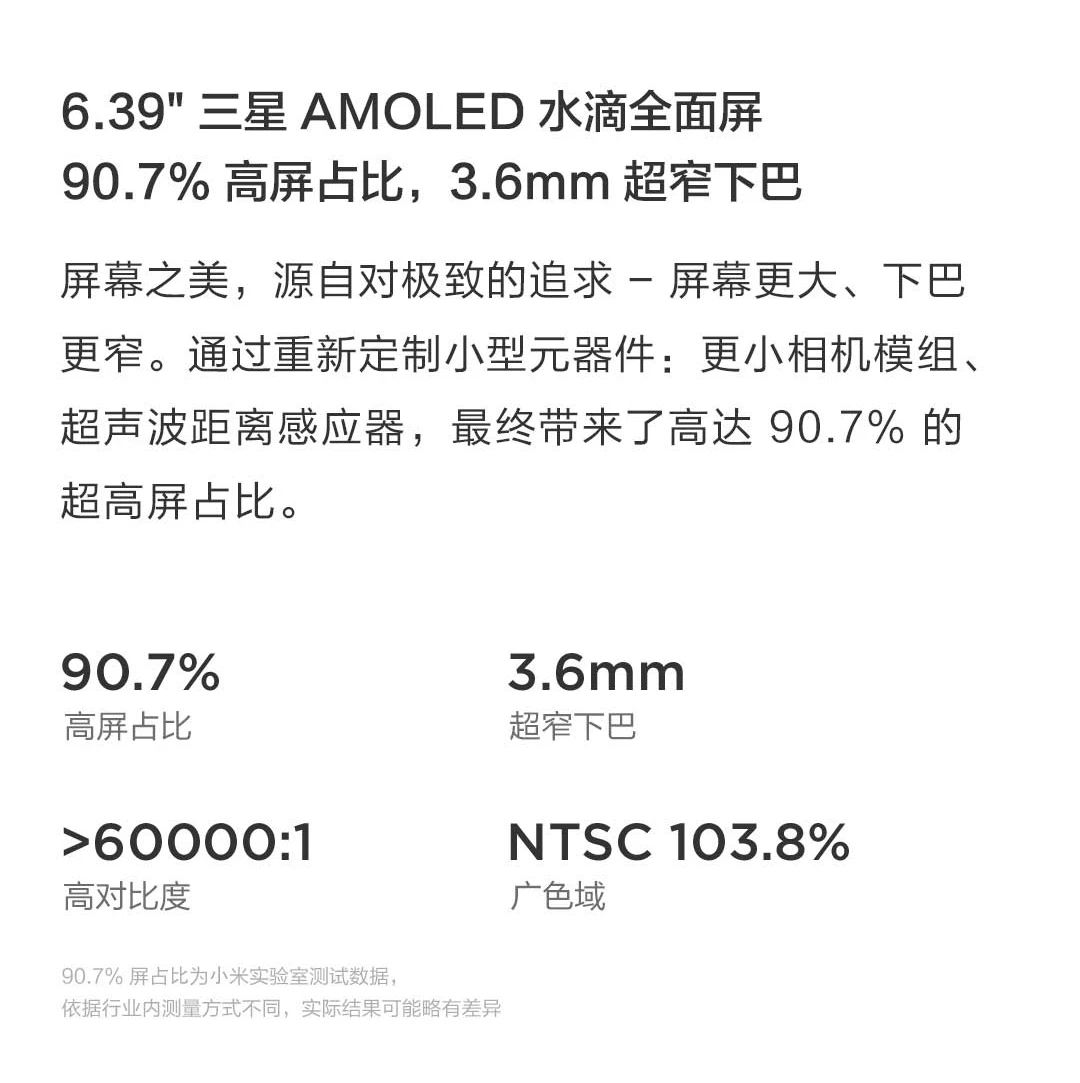 6.39" 三星 AMOLED 水滴全面屏
90.7% 高屏占比，3.6mm 超窄下巴
屏幕之美，源自对极致的追求 – 屏幕更大、下巴
更窄。通过重新定制小型元器件：更小相机模组、
超声波距离感应器，最终带来了高达 90.7% 的
超高屏占比。
90.7%
高屏占比
3.6mm
超窄下巴
>60000:1
高对比度
NTSC 103.8%
广色域
90.7% 屏占比为小米实验室测试数据，
依据行业内测量方式不同，实际结果可能略有差异